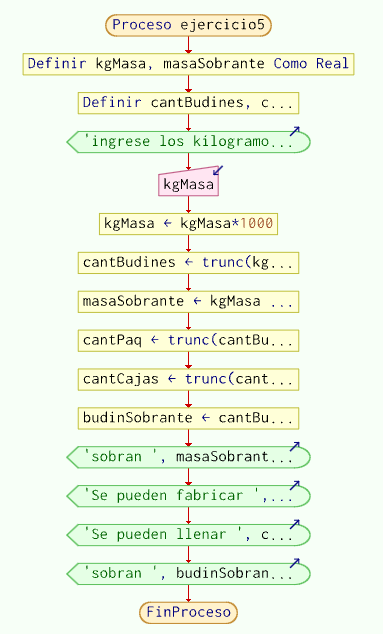 Proceso ejercicio5
Definir kgMasa, masaSobrante Como Real
Definir cantBudines, c...
'ingrese los kilogramo...
kgMasa
kgMasa ← kgMasa*1000
cantBudines ← trunc(kg...
masaSobrante ← kgMasa ...
cantPaq ← trunc(cantBu...
cantCajas ← trunc(cant...
budinSobrante ← cantBu...
'sobran ', masaSobrant...
'Se pueden fabricar ',...
'Se pueden llenar ', c...
'sobran ', budinSobran...
FinProceso